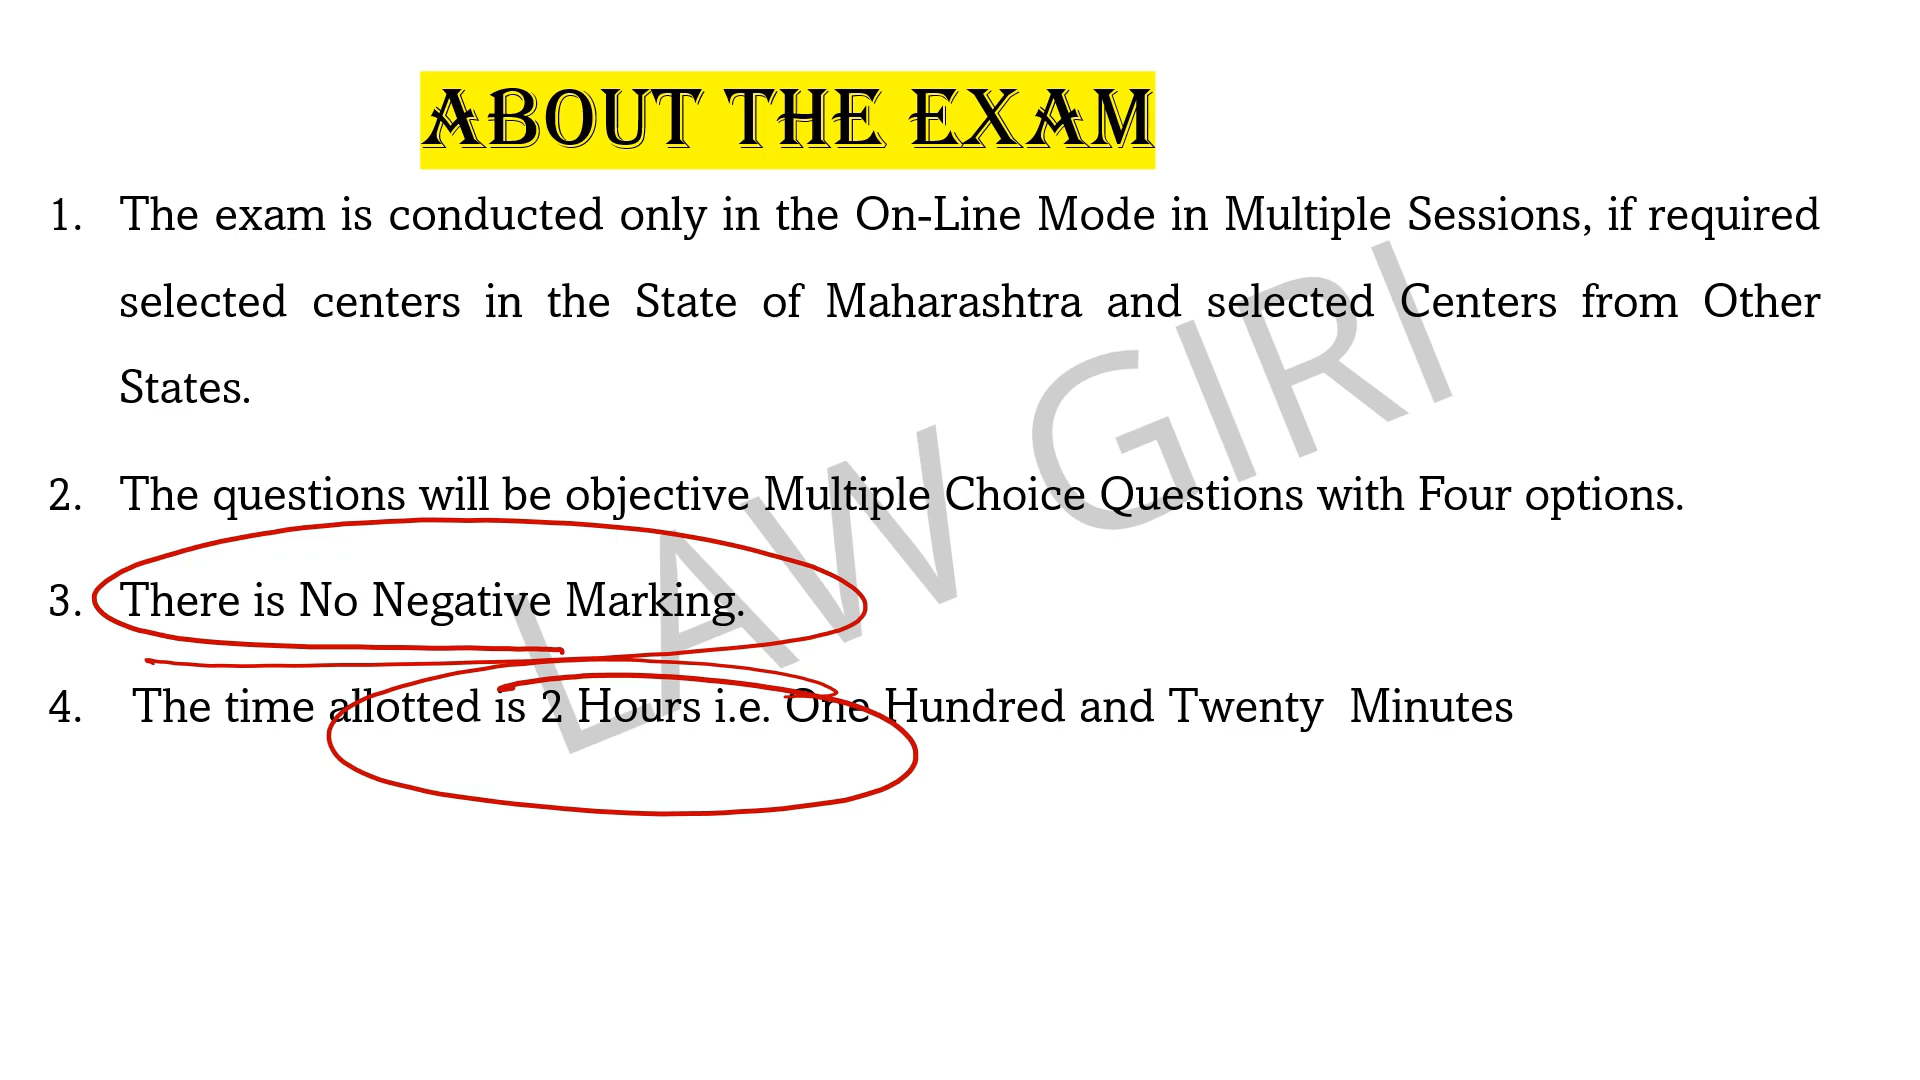 ABOUT THE EXAM
1. The exam is conducted only in the On-Line Mode in Multiple Sessions, if required
selected centers in the State of Maharashtra and selected Centers from Other
States.
2. The questions will be objective Multiple Choice Questions with Four options.
3. There is No Negative Marking.
4. The time allotted is 2 Hours i.e. One Hundred and Twenty Minutes
LAW GIRI